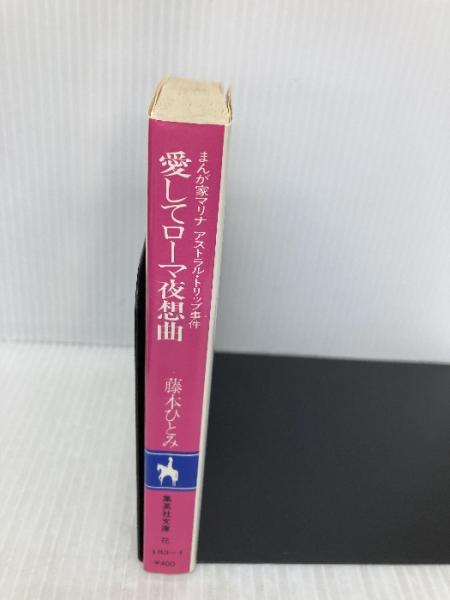 まんが家マリナ アストラル・トリップ事件
愛してローマ夜想曲
藤本ひとみ
集英社文庫 花
¥400